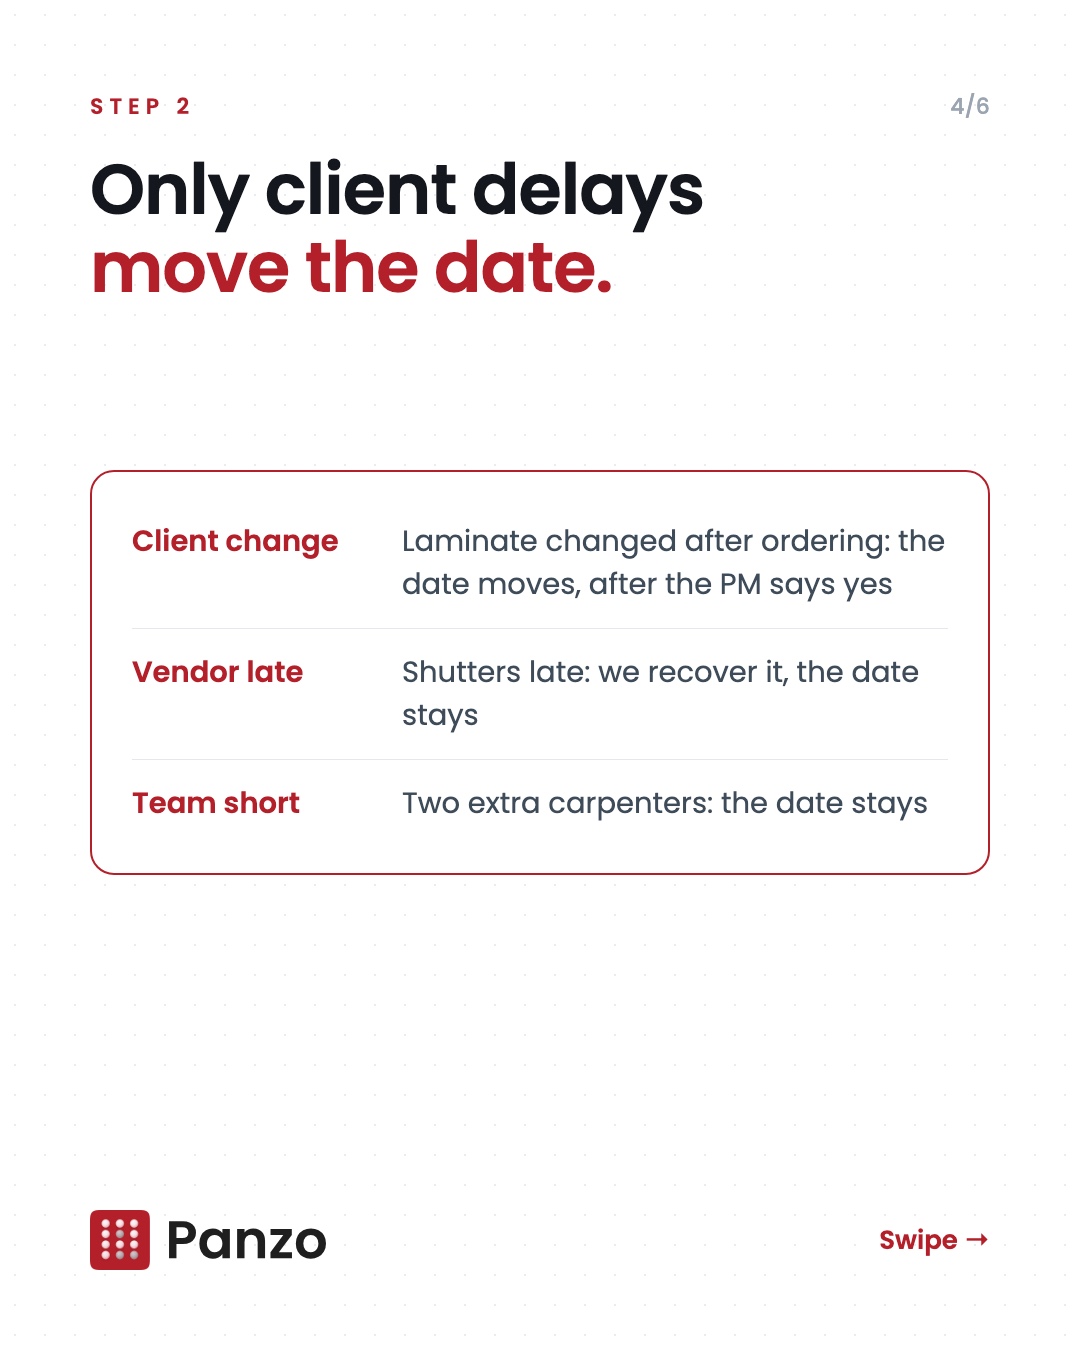 STEP 2
4/6
Only client delays
move the date.
Client change
Laminate changed after ordering: the
date moves, after the PM says yes
Vendor late
Shutters late: we recover it, the date
stays
Team short
Two extra carpenters: the date stays
Panzo
Swipe →